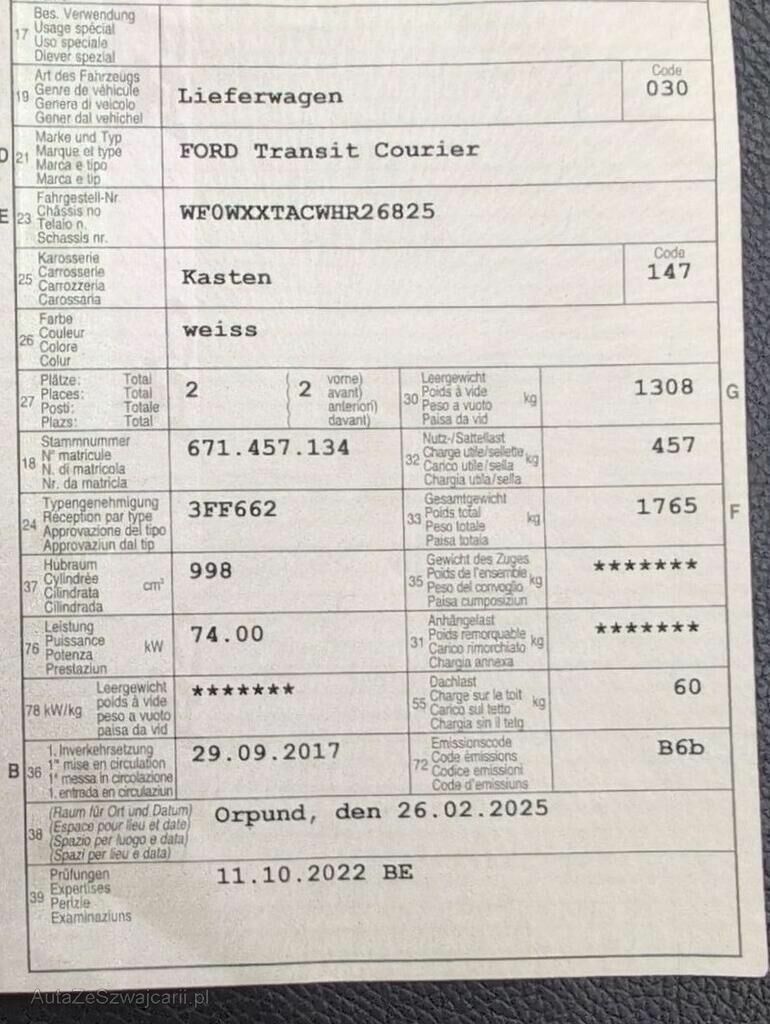 17 Bes. Verwendung
Usage spécial
Uso speciale
Diever spezial
19 Art des Fahrzeugs
Genre de véhicule
Genere di veicolo
Gener dal vehichel
Lieferwagen
Code
030
D 21 Marke und Typ
Marque et type
Marca e tipo
Marca e tip
FORD Transit Courier
E 23 Fahrgestell-Nr.
Châssis no
Telaio n.
Schassis nr.
WF0WXXTACWHR26825
25 Karosserie
Carrosserie
Carrozzeria
Carossaria
Kasten
Code
147
26 Farbe
Couleur
Colore
Colur
weiss
27 Plätze: Total
Places: Total
Posti: Totale
Plazs: Total
2 ( 2 vorne)
( avant)
( anteriori)
( davant)
30 Leergewicht
Poids à vide
Peso a vuoto
Paisa da vid
kg
1308 G
18 Stammnummer
N° matricule
N. di matricola
Nr. da matricla
671.457.134
32 Nutz-/Sattellast
Charge utile/sellette
Carico utile/sella
Chargia utila/sella
kg
457
24 Typengenehmigung
Réception par type
Approvazione del tipo
Approvaziun dal tip
3FF662
33 Gesamtgewicht
Poids total
Peso totale
Paisa totala
kg
1765 F
37 Hubraum
Cylindrée
Cilindrata
Cilindrada
cm³
998
35 Gewicht des Zuges
Poids de l'ensemble
Peso del convoglio
Paisa cumposiziun
kg
*******
76 Leistung
Puissance
Potenza
Prestaziun
kW
74.00
31 Anhängelast
Poids remorquable
Carico rimorchiato
Chargia annexa
kg
*******
78 kW/kg Leergewicht
poids à vide
peso a vuoto
paisa da vid
*******
55 Dachlast
Charge sur le toit
Carico sul tetto
Chargia sin il tetg
kg
60
B 36 1. Inverkehrsetzung
1re mise en circulation
1a messa in circolazione
1. entrada en circulaziun
29.09.2017
72 Emissionscode
Code émissions
Codice emissioni
Code d'emissiuns
B6b
38 (Raum für Ort und Datum)
(Espace pour lieu et date)
(Spazio per luogo e data)
(Spazi per lieu e data)
Orpund, den 26.02.2025
39 Prüfungen
Expertises
Perizie
Examinaziuns
11.10.2022 BE
AutaZeSzwajcarii.pl